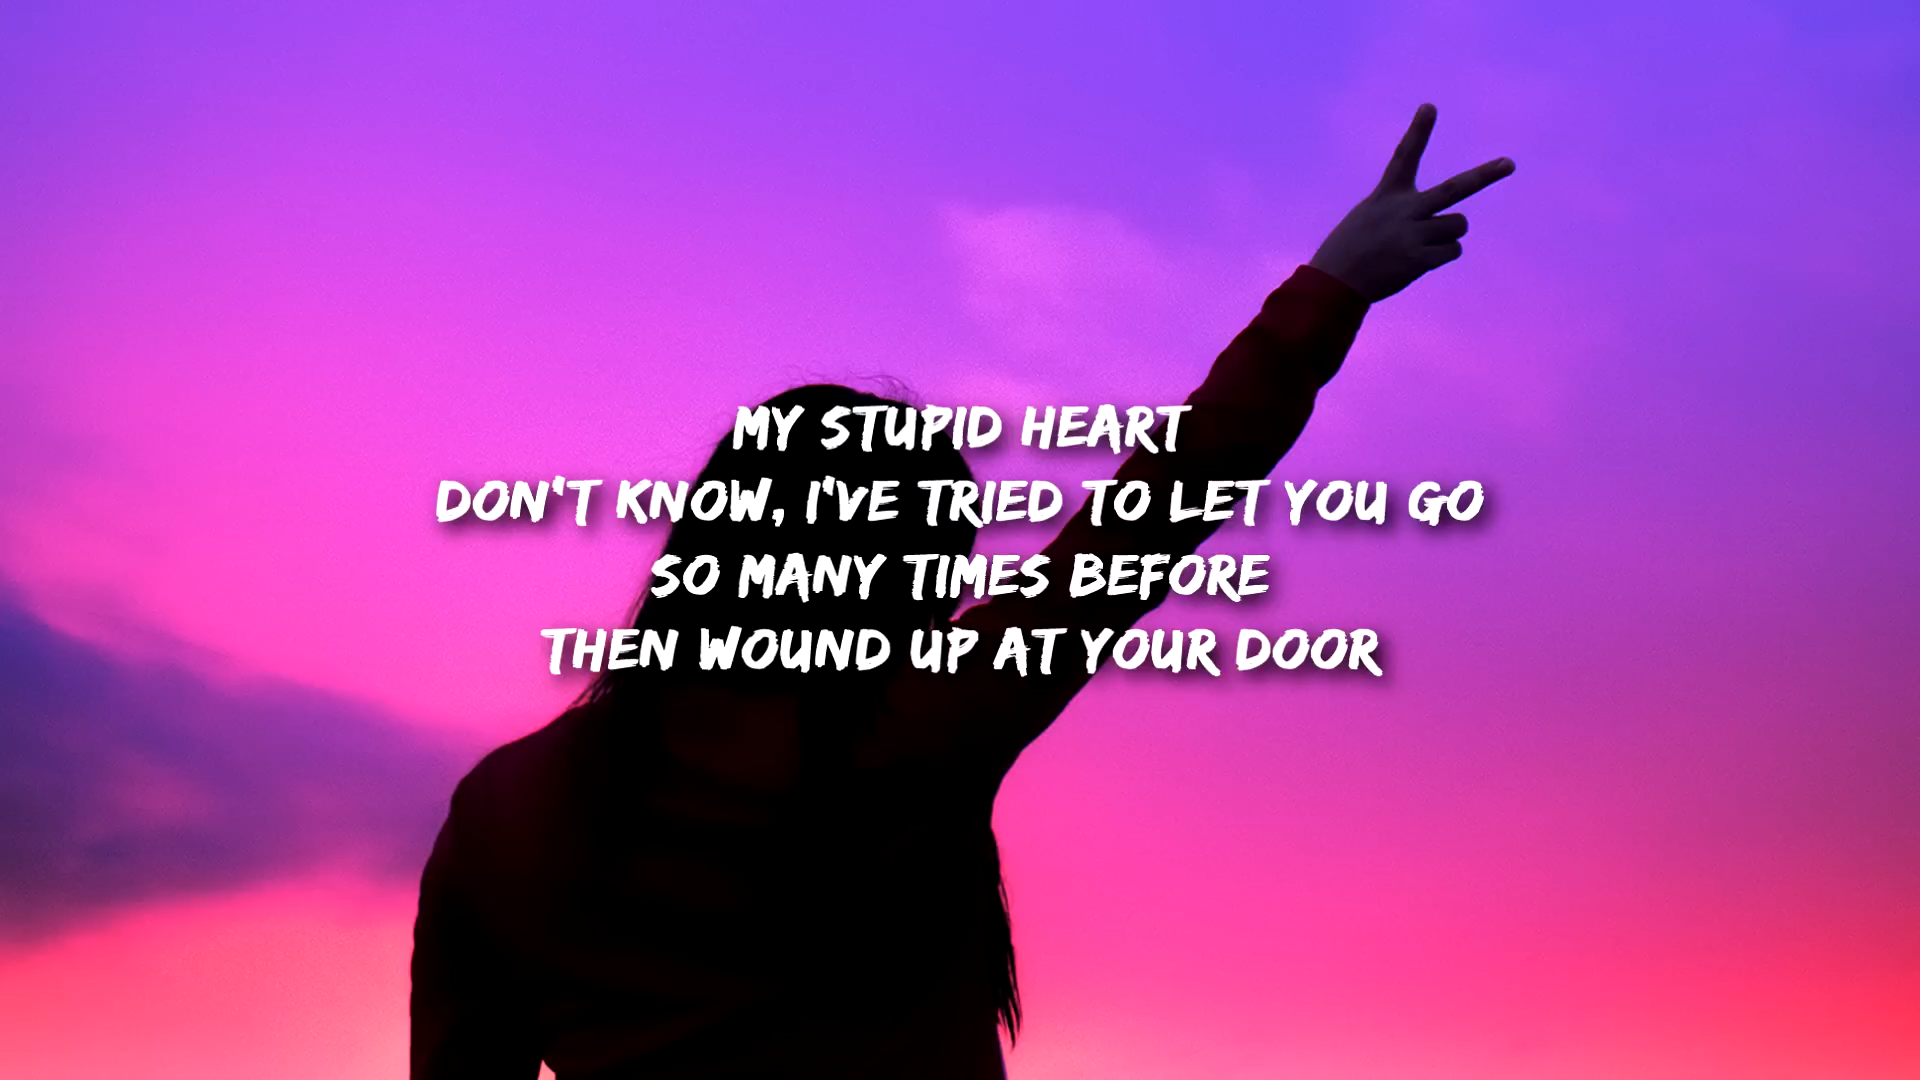 MY STUPID HEART
DON'T KNOW, I'VE TRIED TO LET YOU GO
SO MANY TIMES BEFORE
THEN WOUND UP AT YOUR DOOR